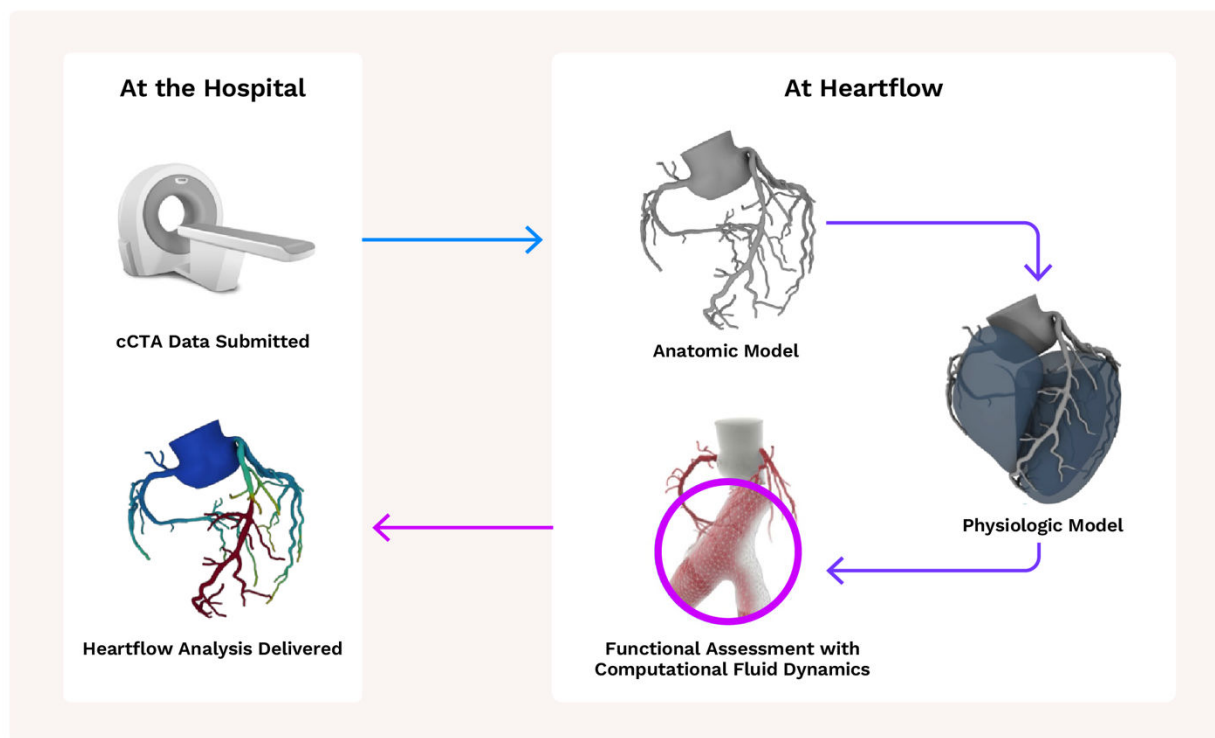 At the Hospital
At Heartflow
cCTA Data Submitted
Anatomic Model
Physiologic Model
Functional Assessment with
Computational Fluid Dynamics
Heartflow Analysis Delivered